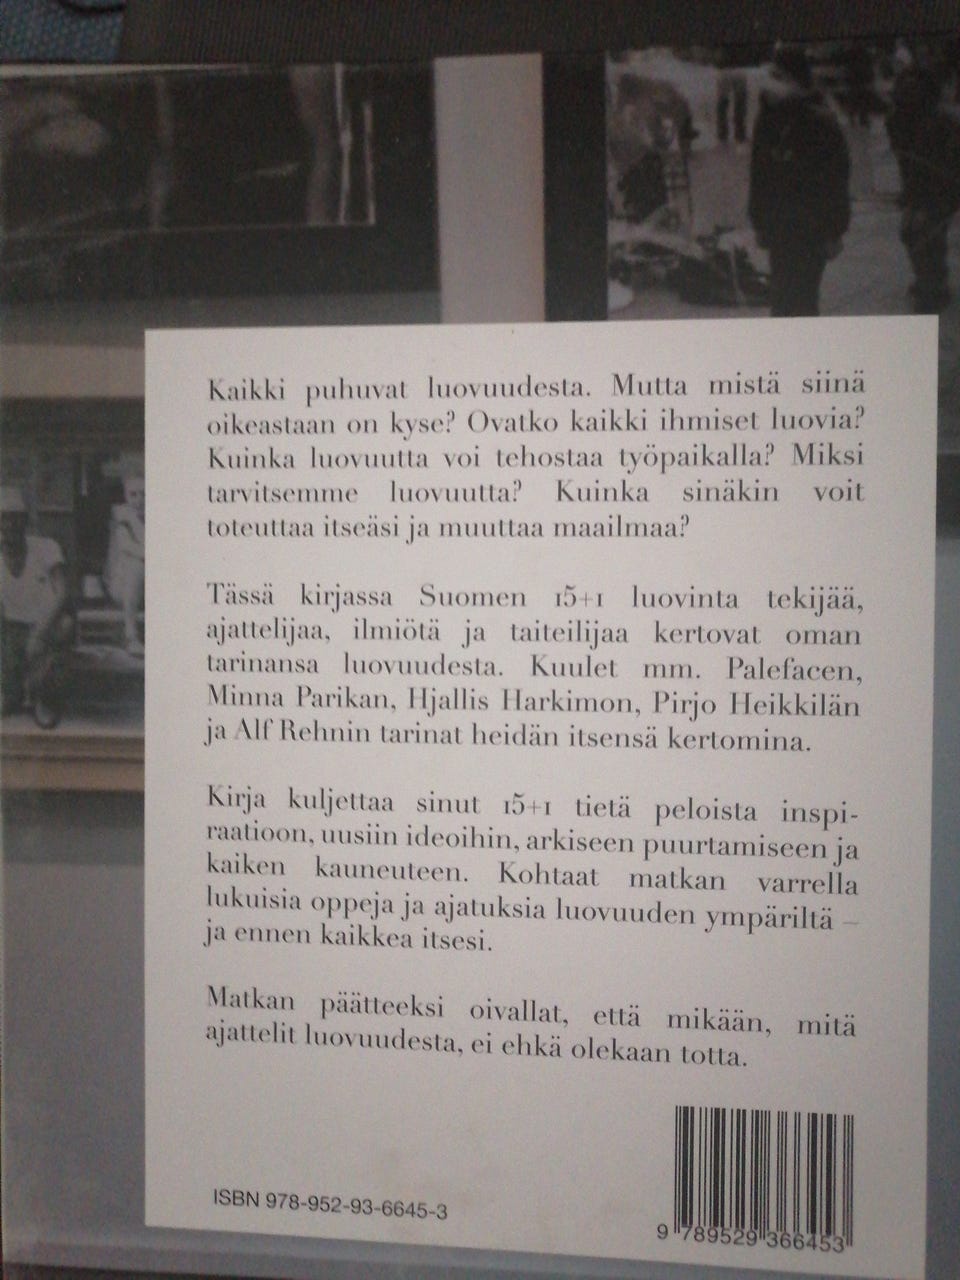 Kaikki puhuvat luovuudesta. Mutta mistä siinä
oikeastaan on kyse? Ovatko kaikki ihmiset luovia?
Kuinka luovuutta voi tehostaa työpaikalla? Miksi
tarvitsemme luovuutta? Kuinka sinäkin voit
toteuttaa itseäsi ja muuttaa maailmaa?
Tässä kirjassa Suomen 15+1 luovinta tekijää,
ajattelijaa, ilmiötä ja taiteilijaa kertovat oman
tarinansa luovuudesta. Kuulet mm. Palefacen,
Minna Parikan, Hjallis Harkimon, Pirjo Heikkilän
ja Alf Rehnin tarinat heidän itsensä kertomina.
Kirja kuljettaa sinut 15+1 tietä peloista inspi-
raatioon, uusiin ideoihin, arkiseen puurtamiseen ja
kaiken kauneuteen. Kohtaat matkan varrella
lukuisia oppeja ja ajatuksia luovuuden ympäriltä –
ja ennen kaikkea itsesi.
Matkan päätteeksi oivallat, että mikään, mitä
ajattelit luovuudesta, ei ehkä olekaan totta.
ISBN 978-952-93-6645-3
9 789529 366453